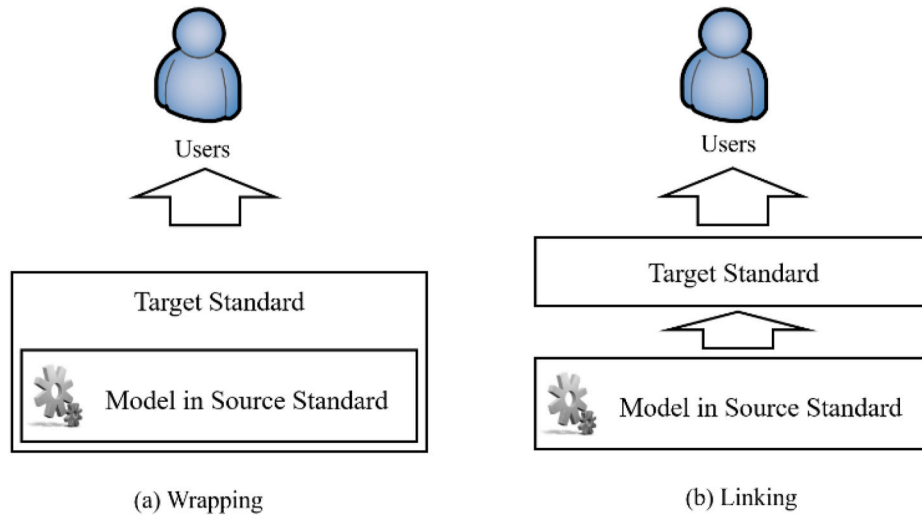 Users
Target Standard
Model in Source Standard
(a) Wrapping
Users
Target Standard
Model in Source Standard
(b) Linking